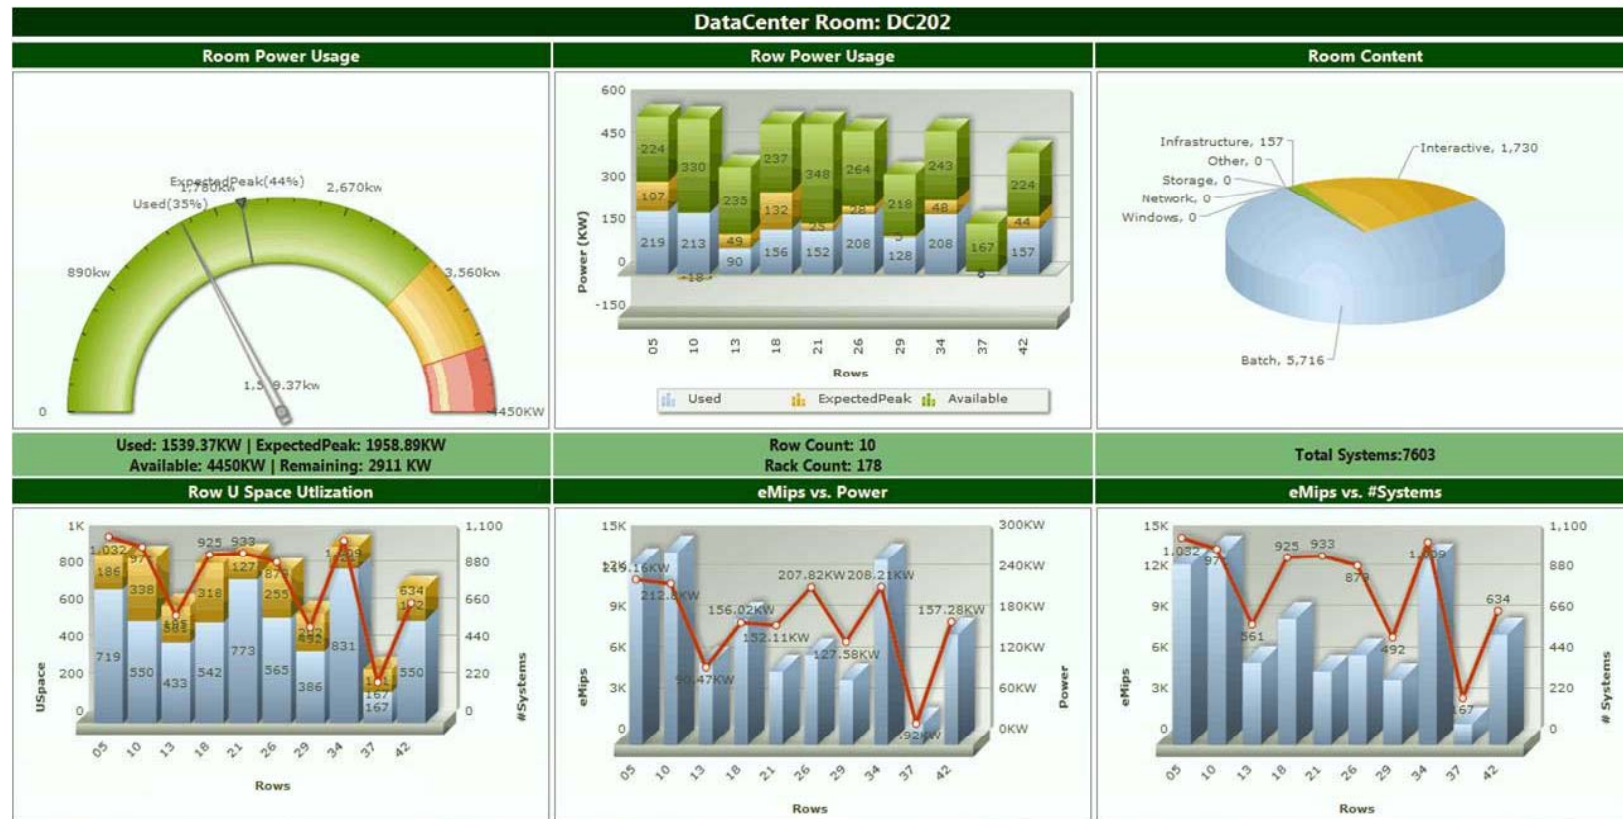 DataCenter Room: DC202
Room Power Usage
ExpectedPeak(44%)
1,780kw
2,670kw
Used(35%)
890kw
3,560kw
0
4450KW
Used: 1539.37KW | ExpectedPeak: 1958.89KW
Available: 4450KW | Remaining: 2911 KW
Row Power Usage
600
450
300
150
0
-150
Power (KW)
224 330 235 237 348 264 218 243 167 224
107 -18 49 132 28 48 44
219 213 90 156 152 208 128 208 157
05 10 13 18 21 26 29 34 37 42
Rows
Used ExpectedPeak Available
Row Count: 10
Rack Count: 178
Room Content
Infrastructure, 157
Other, 0
Storage, 0
Network, 0
Windows, 0
Interactive, 1,730
Batch, 5,716
Total Systems:7603
Row U Space Utlization
1K
800
600
400
200
0
USpace
1,100
880
660
440
220
0
#Systems
1,032 925 933 634
186 338 318 127 255
719 550 433 542 773 565 386 831 167 550
167
05 10 13 18 21 26 29 34 37 42
Rows
eMips vs. Power
15K
9K
6K
3K
0
eMips
300KW
240KW
180KW
120KW
60KW
0KW
Power
156.02KW
152.11KW
207.82KW
127.58KW
208.21KW
157.28KW
90.47KW
05 10 13 18 21 26 29 34 37 42
Rows
eMips vs. #Systems
15K
12K
9K
6K
3K
0
eMips
1,100
880
660
440
220
0
# Systems
1,032
561
925
933
879
492
167
634
05 10 13 18 21 26 29 34 37 42
Rows